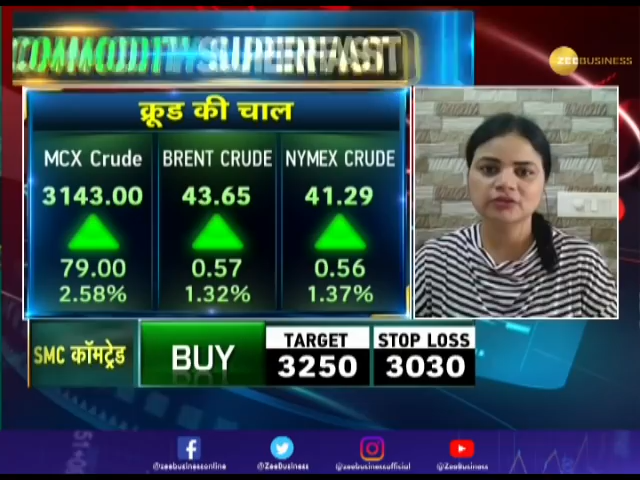 COMMODITY SUPERFAST
ZEEBUSINESS
क्रूड की चाल
MCX Crude BRENT CRUDE NYMEX CRUDE
3143.00 43.65 41.29
79.00 0.57 0.56
2.58% 1.32% 1.37%
SMC कॉमट्रेड BUY TARGET STOP LOSS
3250 3030
@zeebusinessonline @ZeeBusiness @zeebusinessofficial @ZeeBusiness